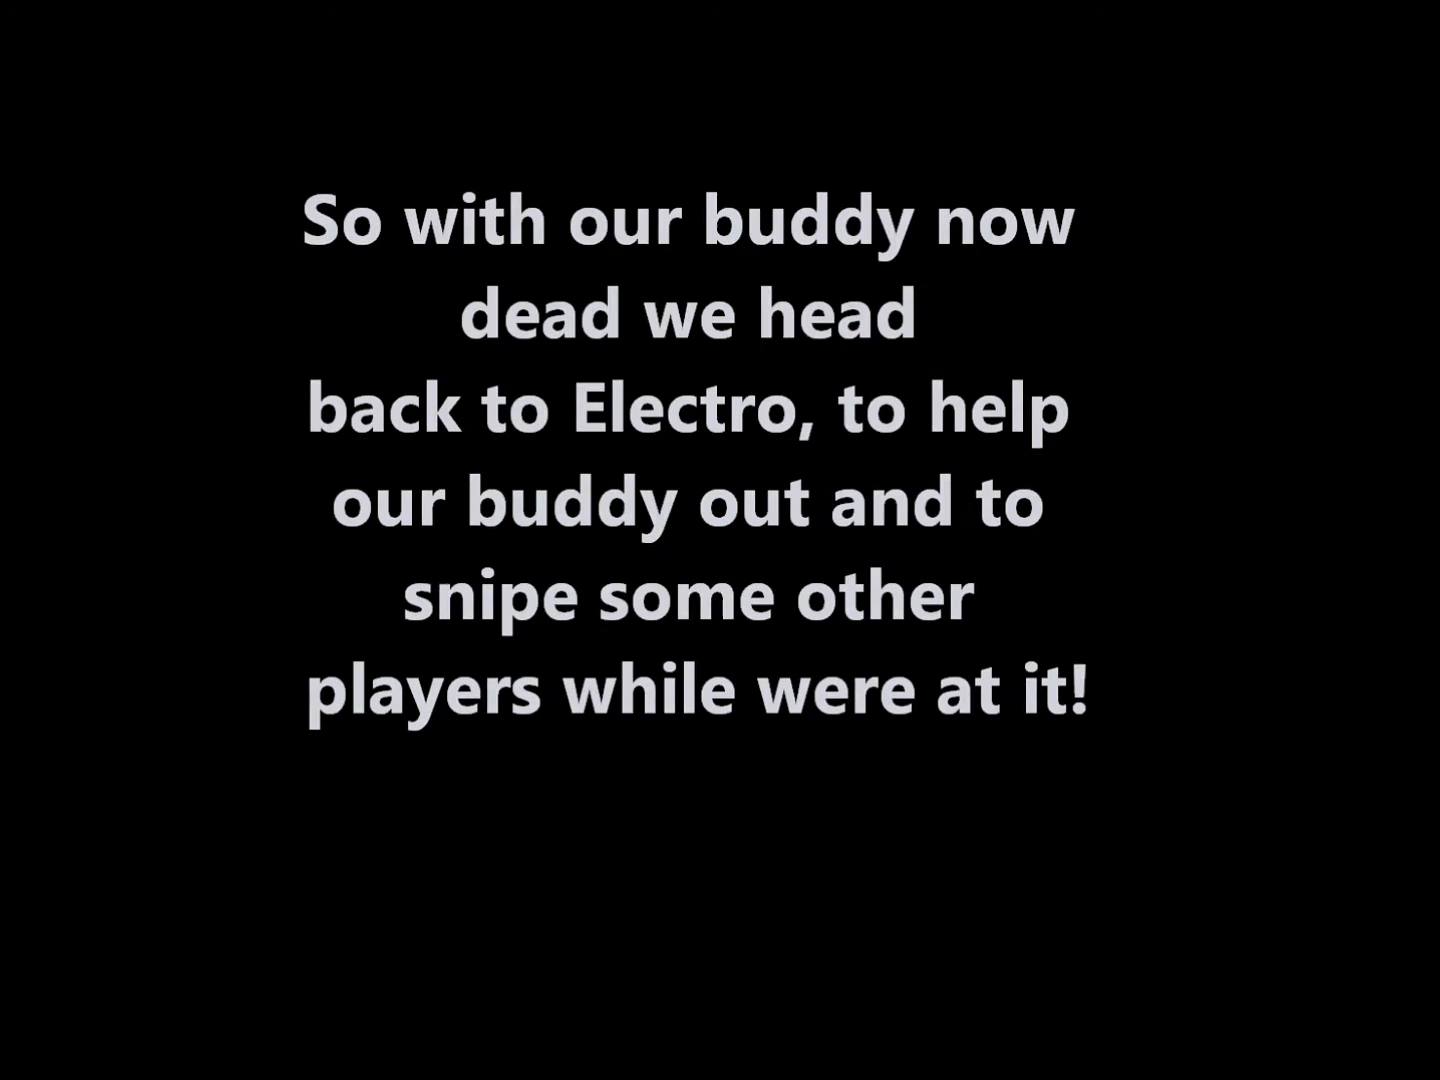 So with our buddy now
dead we head
back to Electro, to help
our buddy out and to
snipe some other
players while were at it!